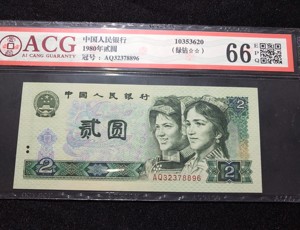 ACG
AI CANG GUARANTY
中国人民银行
1980年贰圆
冠号：AQ32378896
10353620
（绿钻☆☆）
66 EPQ
中国人民银行
2
贰圆
2
2
AQ32378896